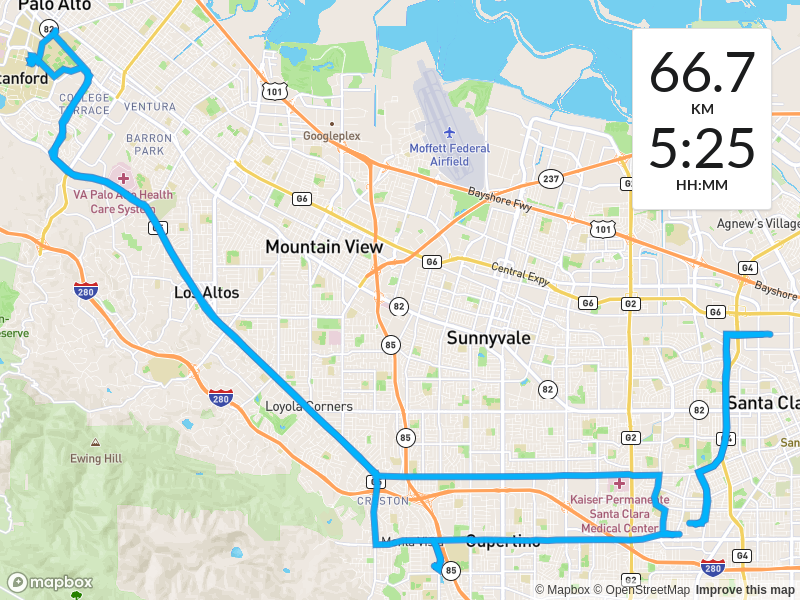 Palo Alto
82
Stanford
COLLEGE
TERRACE
VENTURA
BARRON
PARK
101
Googleplex
Moffett Federal
Airfield
237
Bayshore Fwy
VA Palo Alto Health
Care System
G6
Mountain View
G6
Central Expy
101
Agnew's Village
G4
Bayshore
280
Los Altos
82
G6
G2
G6
Sunnyvale
85
82
280
Loyola Corners
82
Santa Cla
G4
Ewing Hill
85
G2
Kaiser Permanente
Santa Clara
Medical Center
CRESTON
Monta Vista
Cupertino
85
280
G4
G2
66.7
KM
5:25
HH:MM
mapbox
© Mapbox © OpenStreetMap Improve this map